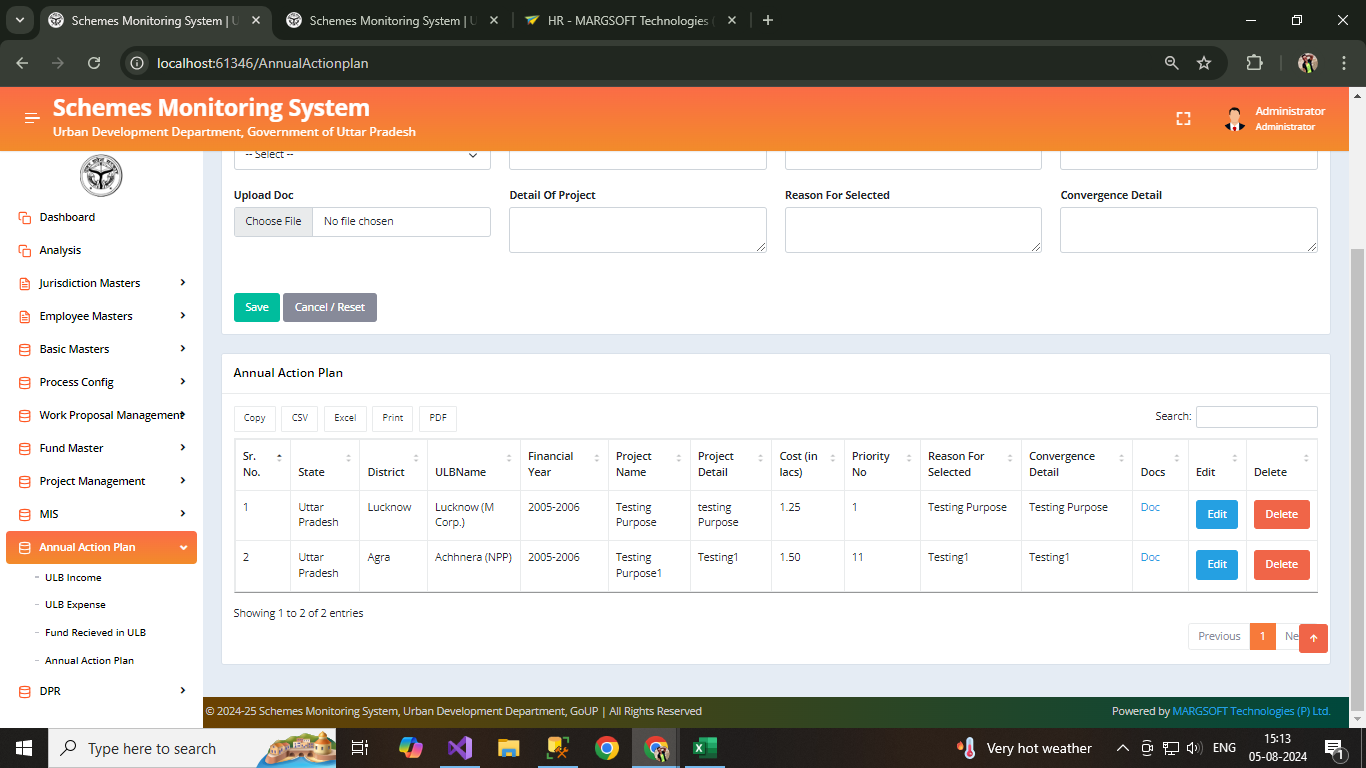 Schemes Monitoring System | U
Schemes Monitoring System | U
HR - MARGSOFT Technologies (
localhost:61346/AnnualActionplan
Schemes Monitoring System
Urban Development Department, Government of Uttar Pradesh
Administrator
Administrator
Dashboard
Analysis
Jurisdiction Masters
Employee Masters
Basic Masters
Process Config
Work Proposal Management
Fund Master
Project Management
MIS
Annual Action Plan
ULB Income
ULB Expense
Fund Recieved in ULB
Annual Action Plan
DPR
-- Select --
Upload Doc
Detail Of Project
Reason For Selected
Convergence Detail
Choose File
No file chosen
Save
Cancel / Reset
Annual Action Plan
Copy
CSV
Excel
Print
PDF
Search:
Sr. No.
State
District
ULBName
Financial Year
Project Name
Project Detail
Cost (in lacs)
Priority No
Reason For Selected
Convergence Detail
Docs
Edit
Delete
1
Uttar Pradesh
Lucknow
Lucknow (M Corp.)
2005-2006
Testing Purpose
testing Purpose
1.25
1
Testing Purpose
Testing Purpose
Doc
Edit
Delete
2
Uttar Pradesh
Agra
Achhnera (NPP)
2005-2006
Testing Purpose1
Testing1
1.50
11
Testing1
Testing1
Doc
Edit
Delete
Showing 1 to 2 of 2 entries
Previous
1
Ne
© 2024-25 Schemes Monitoring System, Urban Development Department, GoUP | All Rights Reserved
Powered by MARGSOFT Technologies (P) Ltd.
Type here to search
Very hot weather
ENG
15:13
05-08-2024
1